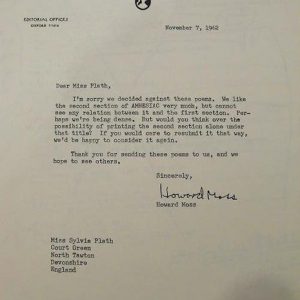 EDITORIAL OFFICES
November 7, 1962
Dear Miss Plath,
I'm sorry we decided against these poems. We like
the second section of AMNESIAC very much, but cannot
see any relation between it and the first section. Per-
haps we're being dense. But would you think over the
possibility of printing the second section alone under
that title? If you would care to resubmit it that way,
we'd be happy to consider it again.
Thank you for sending these poems to us, and we
hope to see others.
Sincerely,
Howard Moss
Howard Moss
Miss Sylvia Plath
Court Green
North Tawton
Devonshire
England